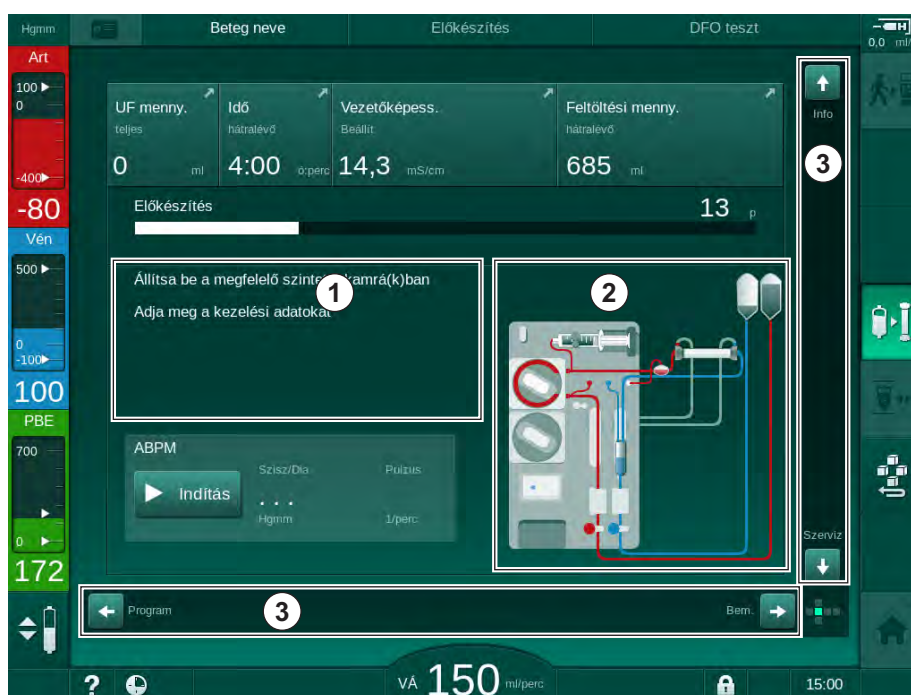 Hgmm Beteg neve Előkészítés DFO teszt
0,0 ml/
Art
100
0
-400
-80
Vén
500
0
-100
100
PBE
700
0
172
UF menny. Idő Vezetőképess. Feltöltési menny.
teljes hátralévő Beállít hátralévő
0 ml 4:00 ó:perc 14,3 mS/cm 685 ml
Info
3
Előkészítés 13 p
Állítsa be a megfelelő szintet kamrá(k)ban
1
Adja meg a kezelési adatokat
2
ABPM
Szisz/Dia Pulzus
Indítás
. . .
Hgmm 1/perc
Szerviz
Program 3 Bem.
? VÁ 150 ml/perc 15:00